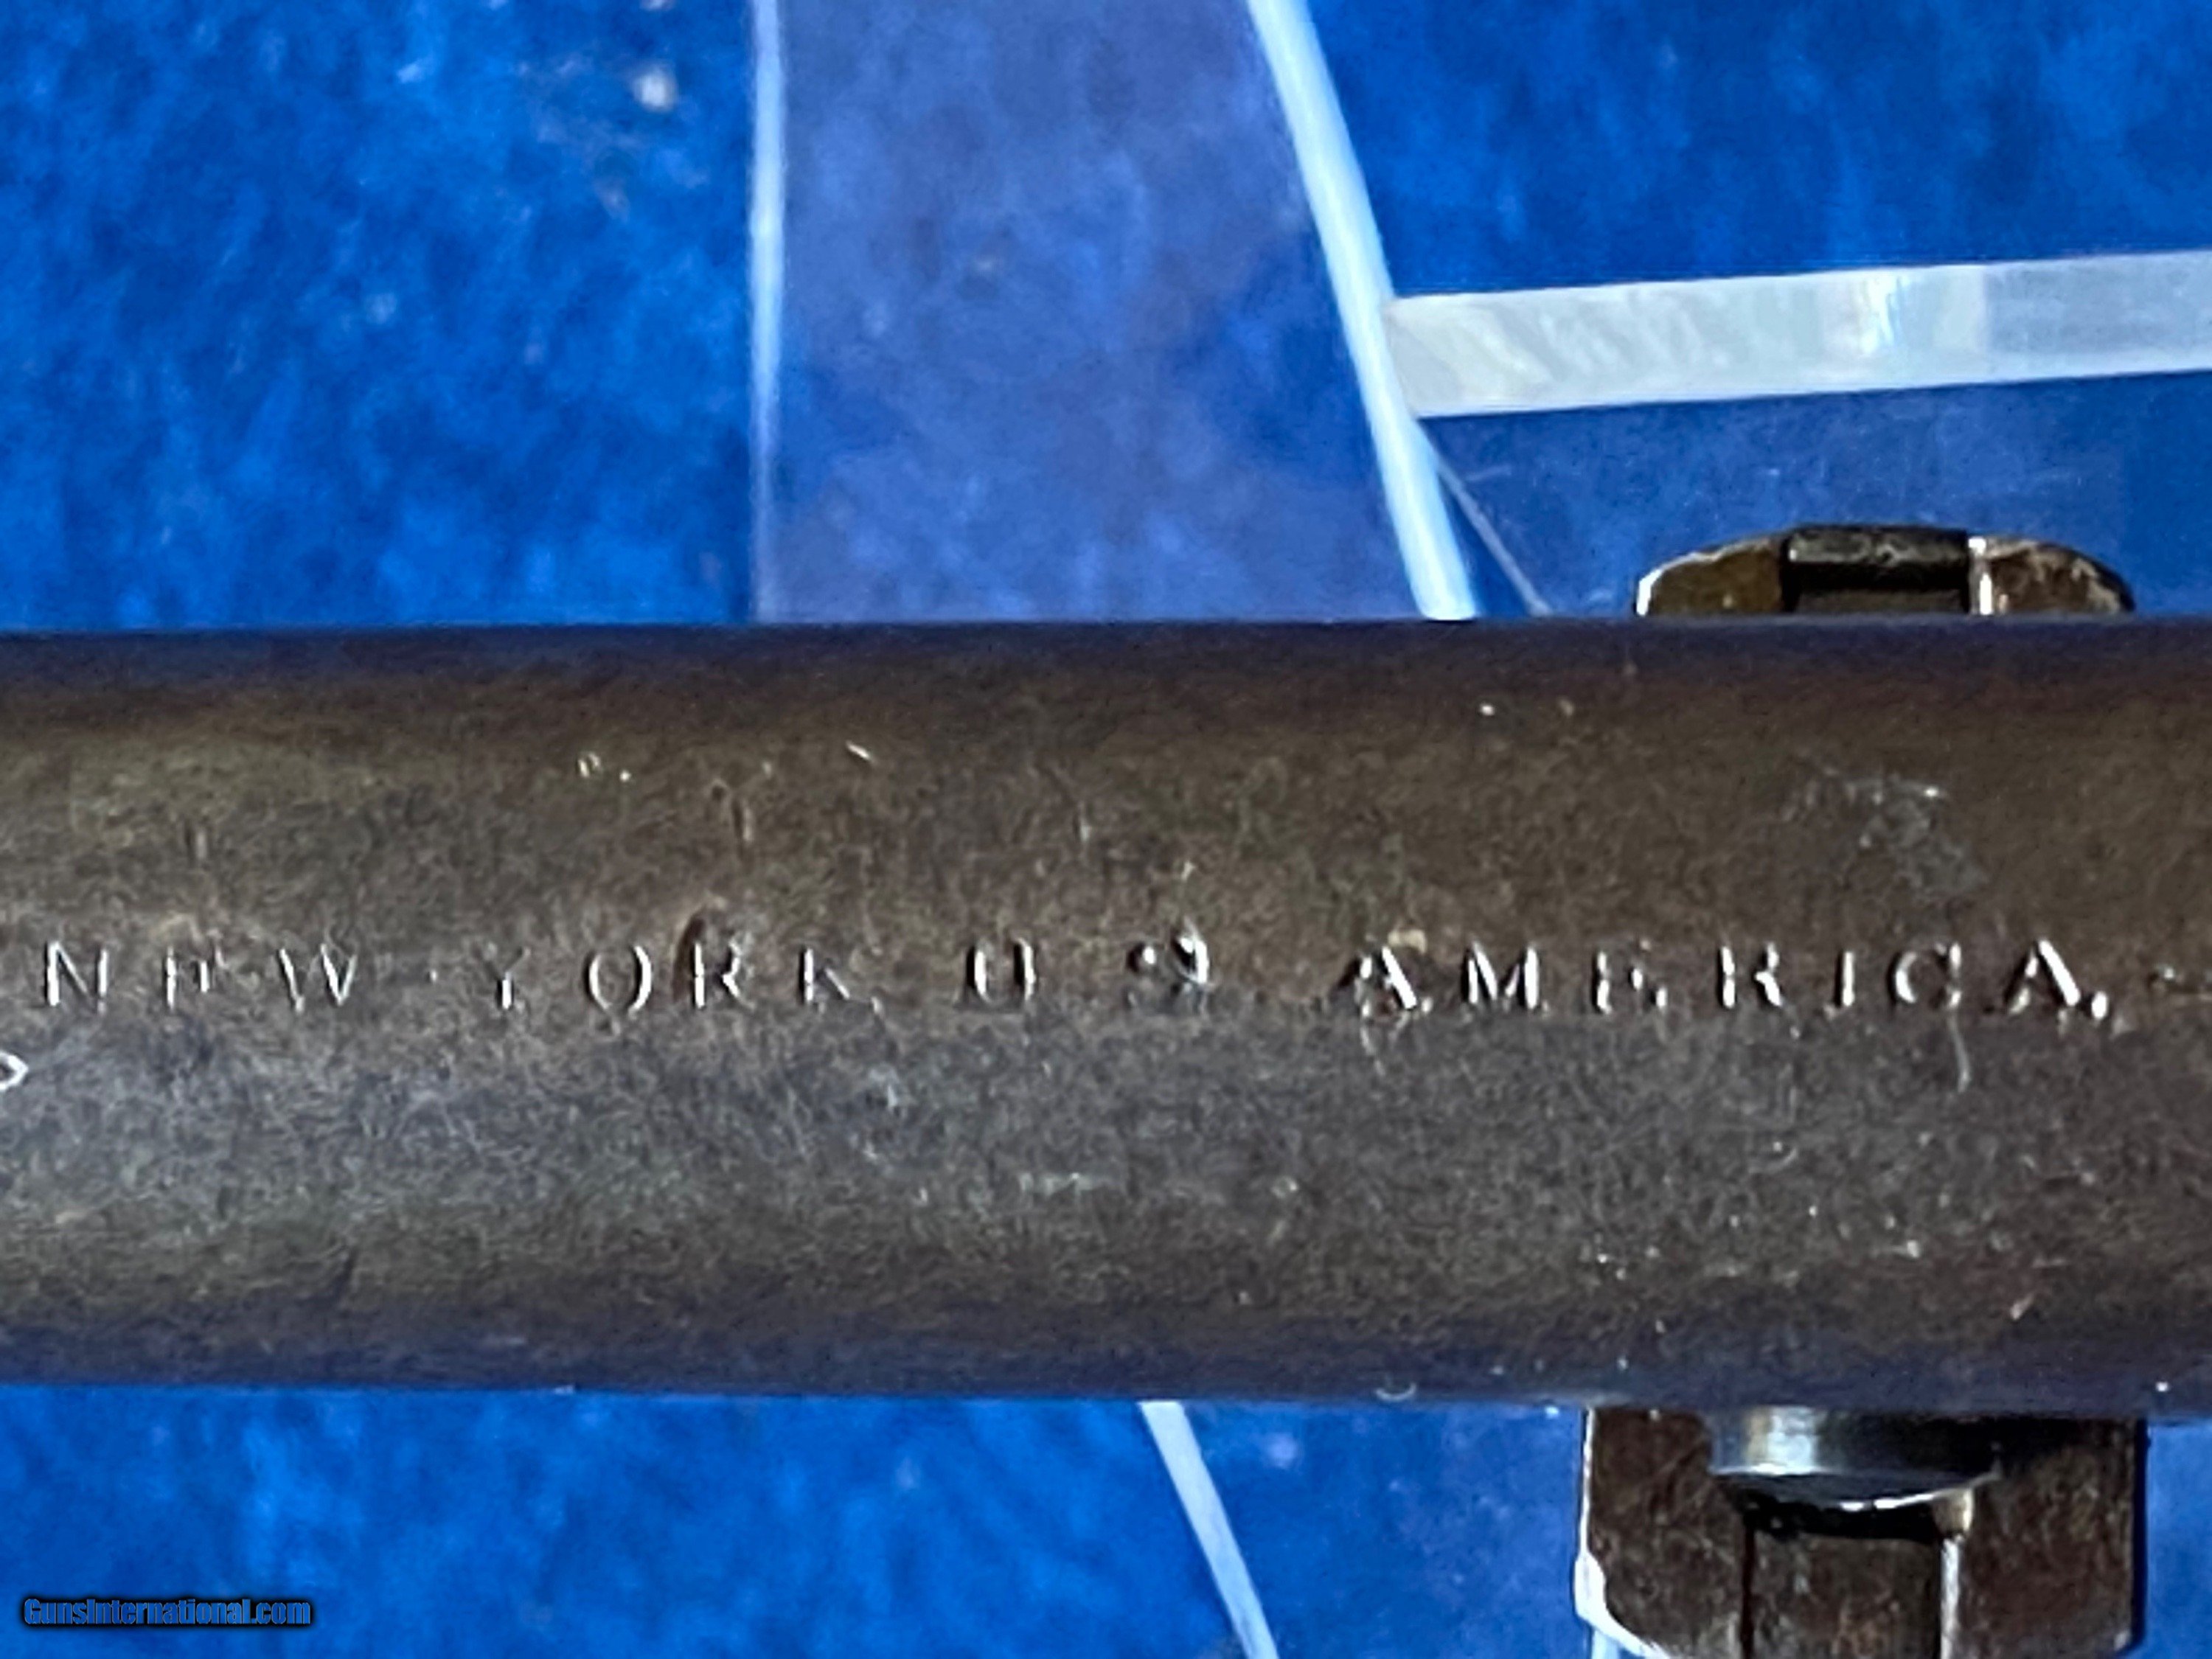 NEW YORK U S AMERICA.-
GunsInternational.com